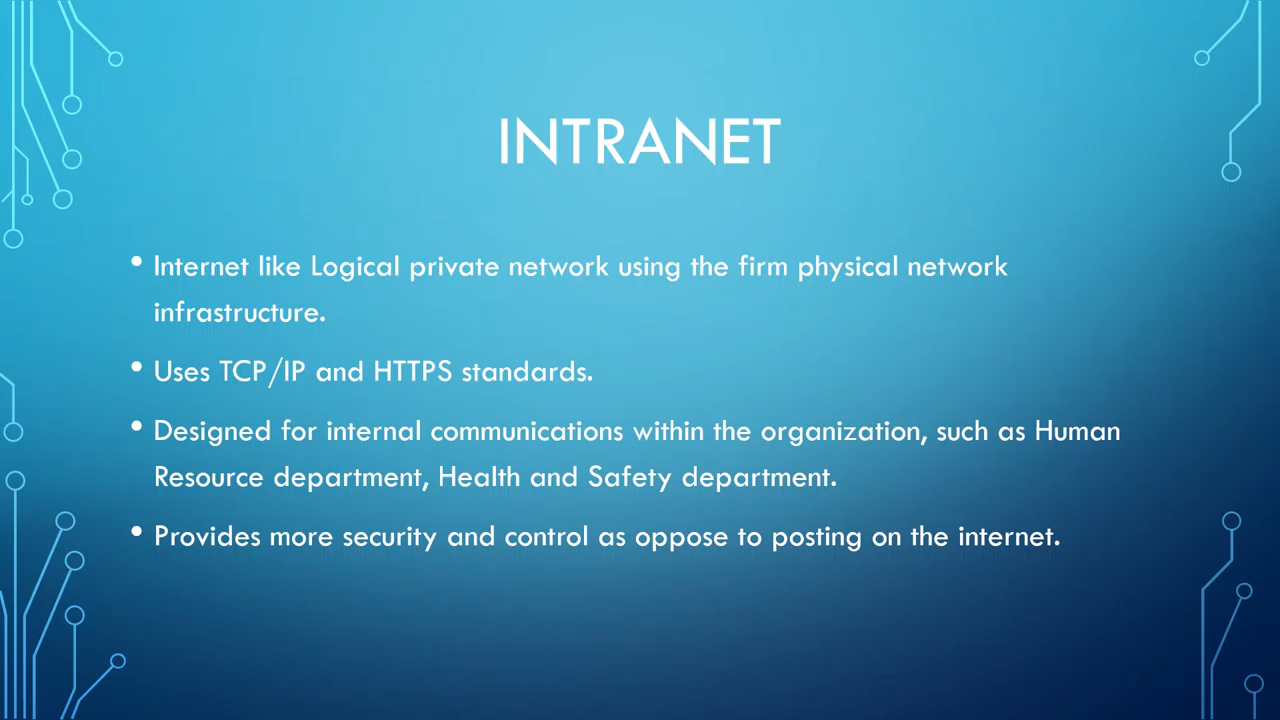 INTRANET
• Internet like Logical private network using the firm physical network
infrastructure.
• Uses TCP/IP and HTTPS standards.
• Designed for internal communications within the organization, such as Human
Resource department, Health and Safety department.
• Provides more security and control as oppose to posting on the internet.